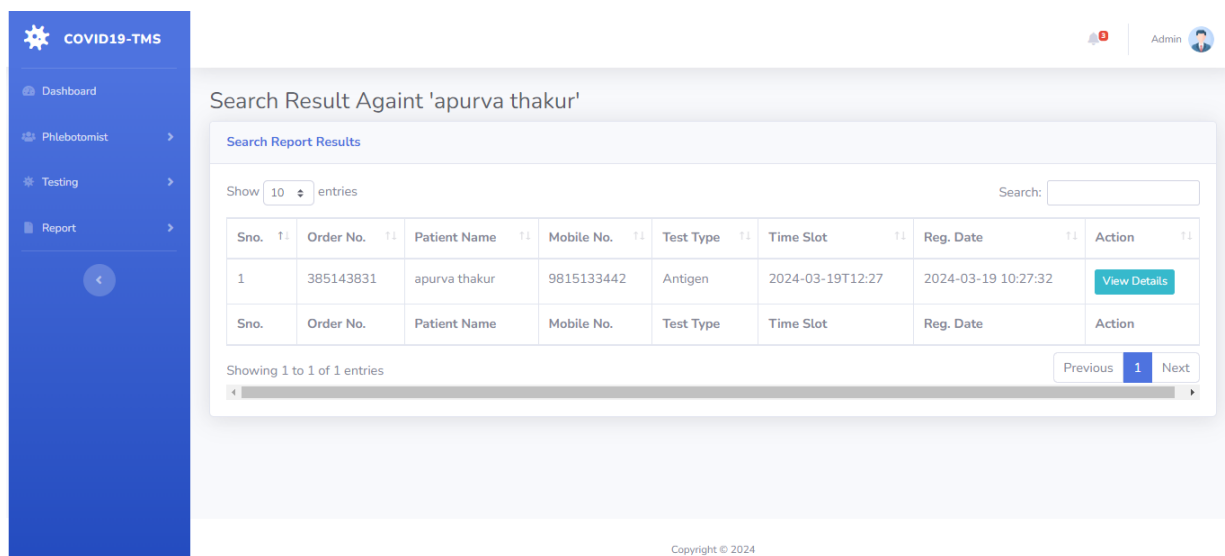 COVID19-TMS
3
Admin
Dashboard
Phlebotomist
Testing
Report
Search Result Againt 'apurva thakur'
Search Report Results
Show 10 entries
Search:
Sno. Order No. Patient Name Mobile No. Test Type Time Slot Reg. Date Action
1 385143831 apurva thakur 9815133442 Antigen 2024-03-19T12:27 2024-03-19 10:27:32 View Details
Sno. Order No. Patient Name Mobile No. Test Type Time Slot Reg. Date Action
Showing 1 to 1 of 1 entries
Previous 1 Next
Copyright © 2024